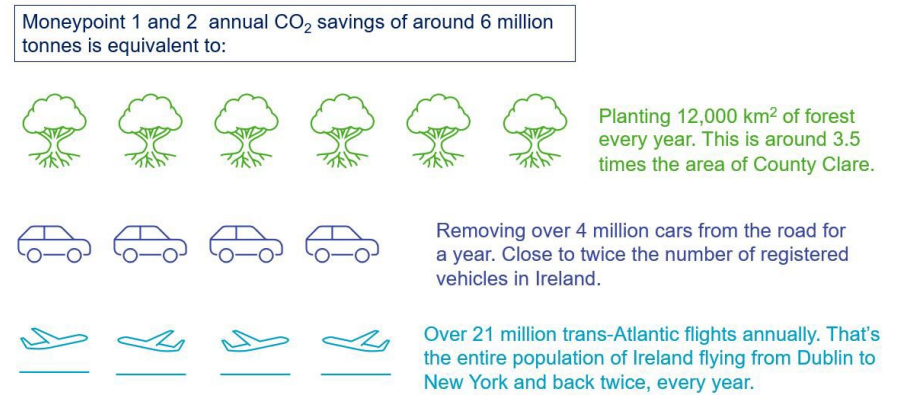 Moneypoint 1 and 2 annual CO₂ savings of around 6 million
tonnes is equivalent to:
Planting 12,000 km² of forest
every year. This is around 3.5
times the area of County Clare.
Removing over 4 million cars from the road for
a year. Close to twice the number of registered
vehicles in Ireland.
Over 21 million trans-Atlantic flights annually. That’s
the entire population of Ireland flying from Dublin to
New York and back twice, every year.